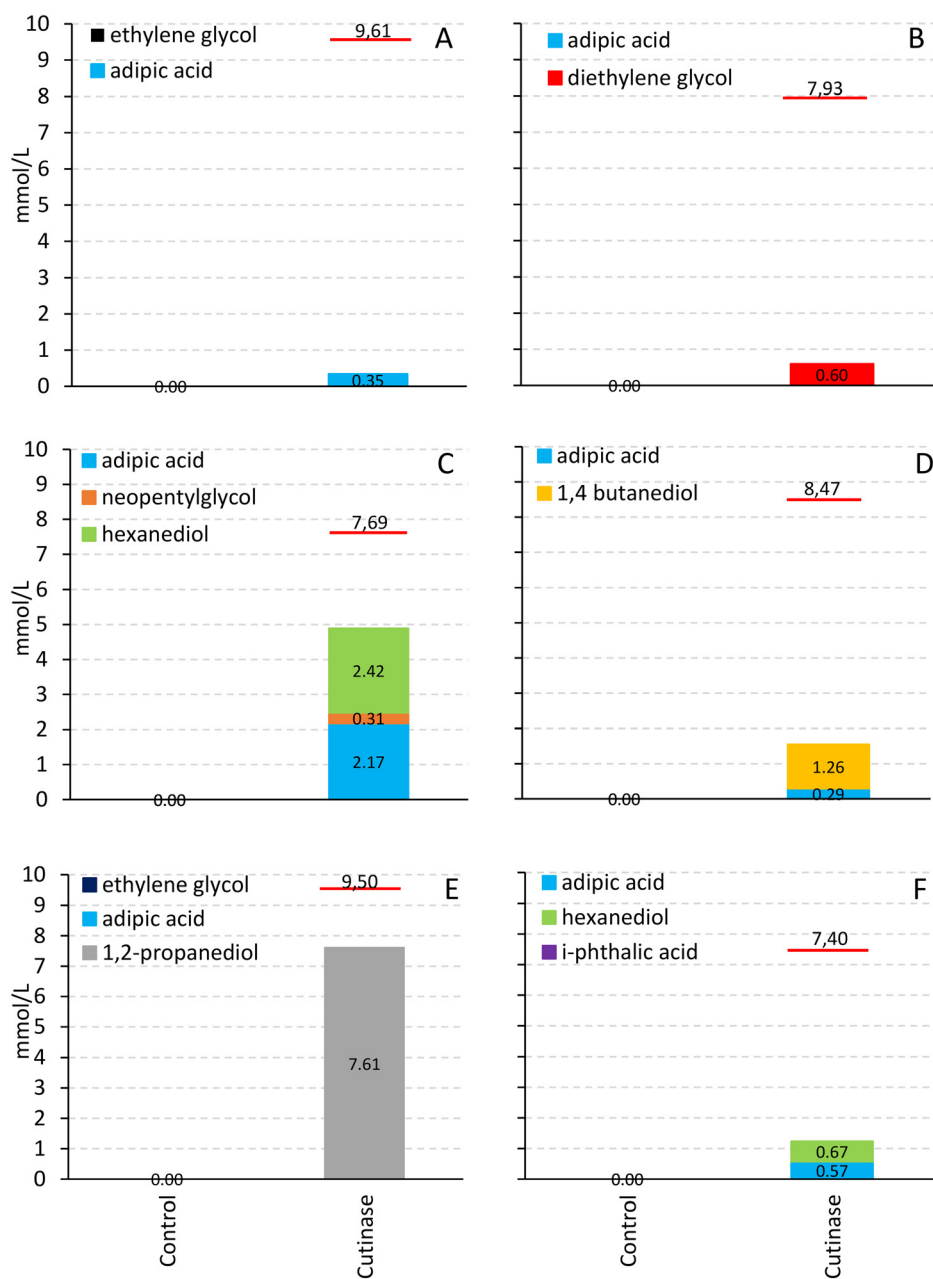 10
9
8
7
6
5
4
3
2
1
0
mmol/L
ethylene glycol
adipic acid
9,61
A
0.00
0.35
adipic acid
diethylene glycol
7,93
B
0.00
0.60
10
9
8
7
6
5
4
3
2
1
0
mmol/L
adipic acid
neopentylglycol
hexanediol
7,69
C
2.42
0.31
2.17
0.00
adipic acid
1,4 butanediol
8,47
D
1.26
0.29
0.00
10
9
8
7
6
5
4
3
2
1
0
mmol/L
ethylene glycol
adipic acid
1,2-propanediol
9,50
E
7.61
0.00
Control
Cutinase
adipic acid
hexanediol
i-phthalic acid
7,40
F
0.67
0.57
0.00
Control
Cutinase